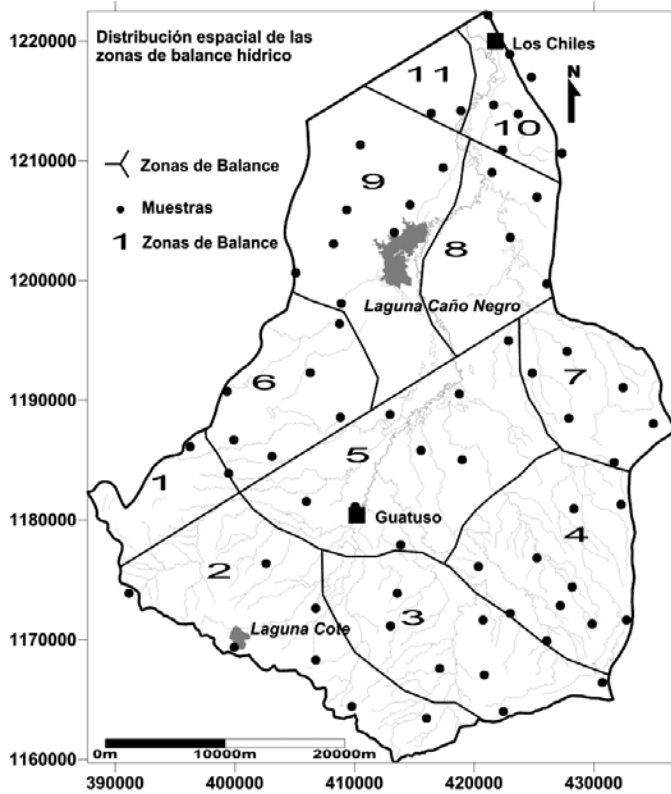 1220000
Distribución espacial de las
zonas de balance hídrico
Los Chiles
N
11
10
1210000
Zonas de Balance
9
Muestras
1 Zonas de Balance
8
1200000
Laguna Caño Negro
6
7
1190000
5
1
1180000
Guatuso
4
2
3
Laguna Cote
1170000
1160000
0m 10000m 20000m
390000 400000 410000 420000 430000